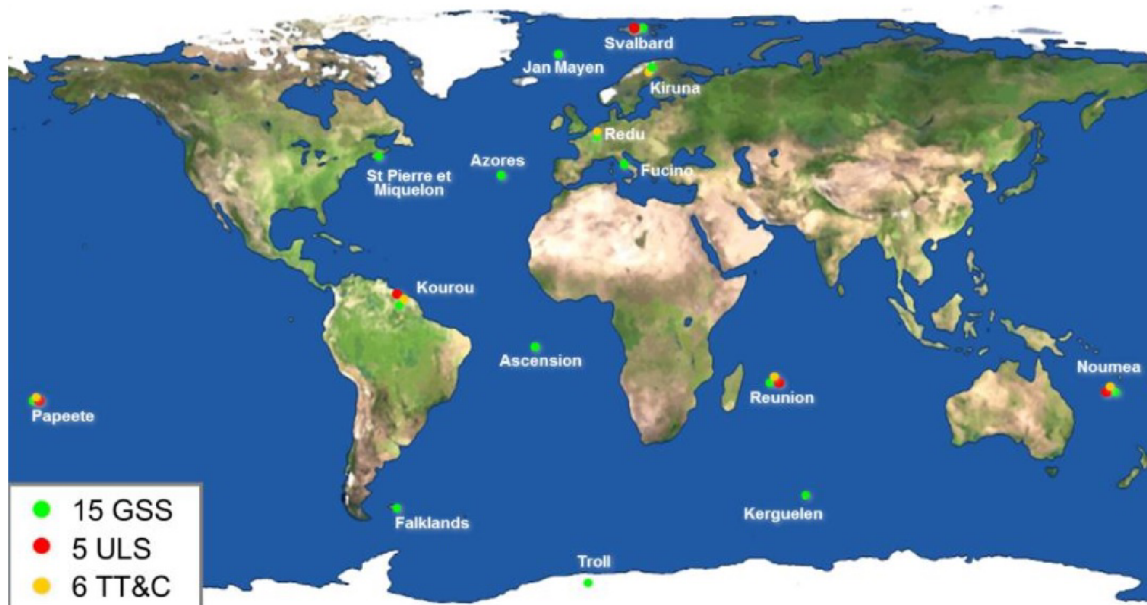 Svalbard
Jan Mayen
Kiruna
Redu
Azores
Fucino
St Pierre et
Miquelon
Kourou
Ascension
Noumea
Reunion
Papeete
15 GSS
5 ULS
6 TT&C
Falklands
Kerguelen
Troll